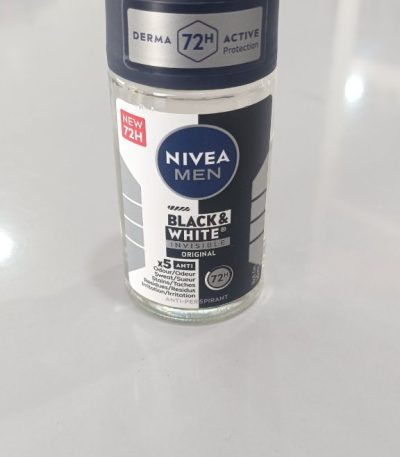 DERMA 72H ACTIVE
Protection
NEW
72H
NIVEA
MEN
BLACK&
WHITE®
INVISIBLE
ORIGINAL
x5 ANTI
Odour/Odeur
Sweat/Sueur
Stains/Taches
Residues/Résidus
Irritation/Irritation
72H
ANTI-PERSPIRANT